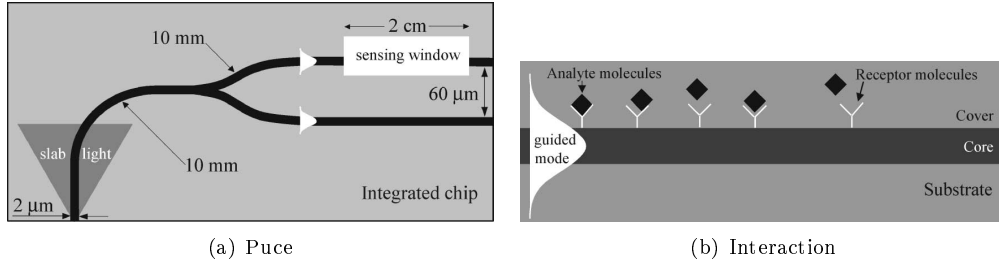 2 cm
10 mm
sensing window
60 µm
slab light
10 mm
Integrated chip
2 µm
(a) Puce
Analyte molecules
Receptor molecules
Cover
guided
mode
Core
Substrate
(b) Interaction